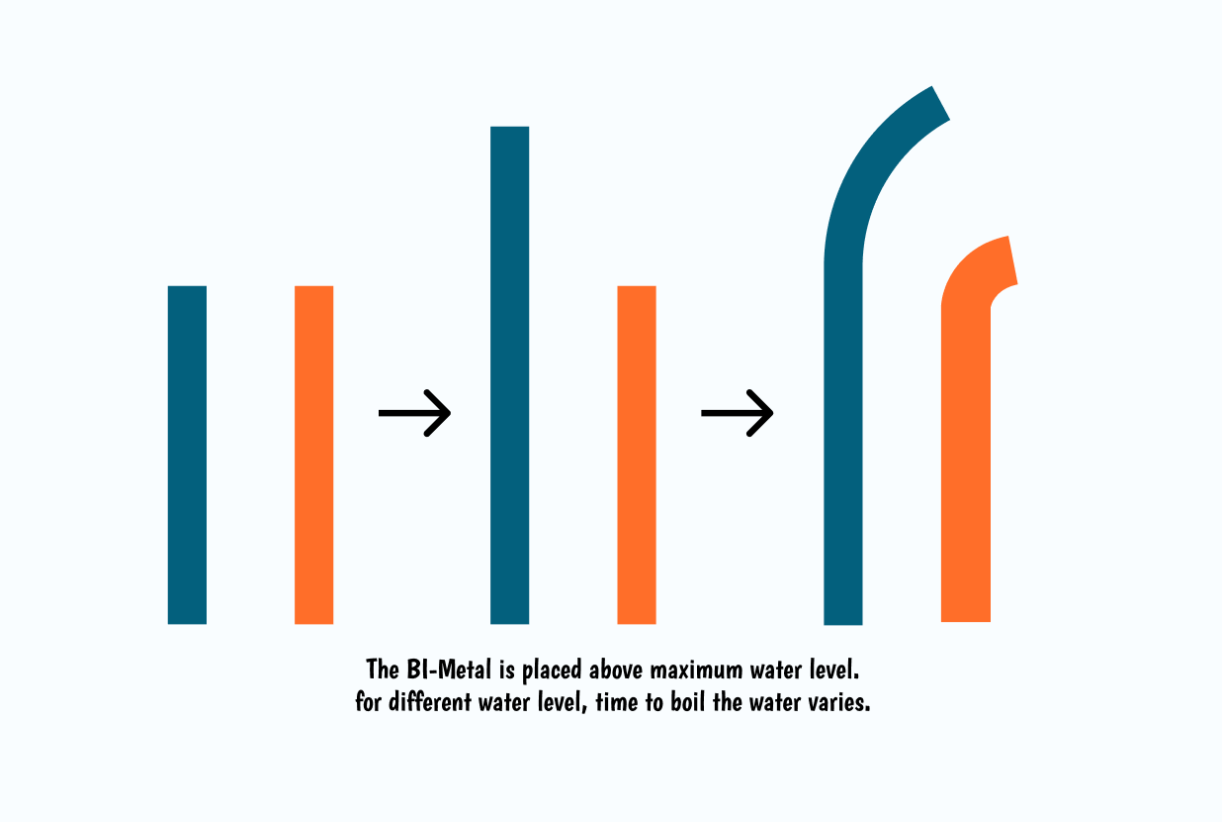 The BI-Metal is placed above maximum water level.
for different water level, time to boil the water varies.